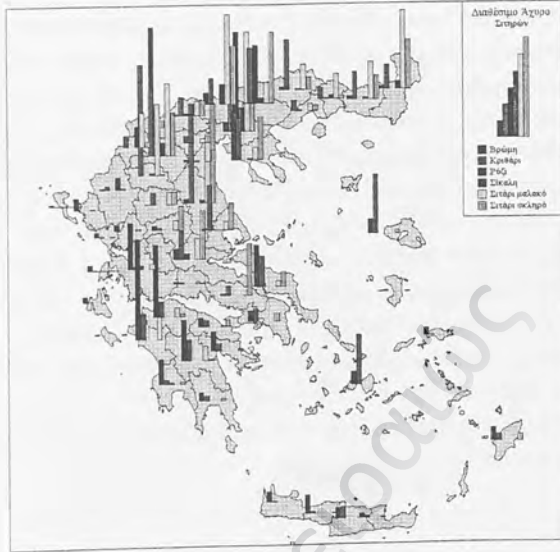 Διαθέσιμο Άχυρο
Σιτηρών
Βρώμη
Κριθάρι
Ρύζι
Σίκαλη
Σιτάρι μαλακό
Σιτάρι σκληρό